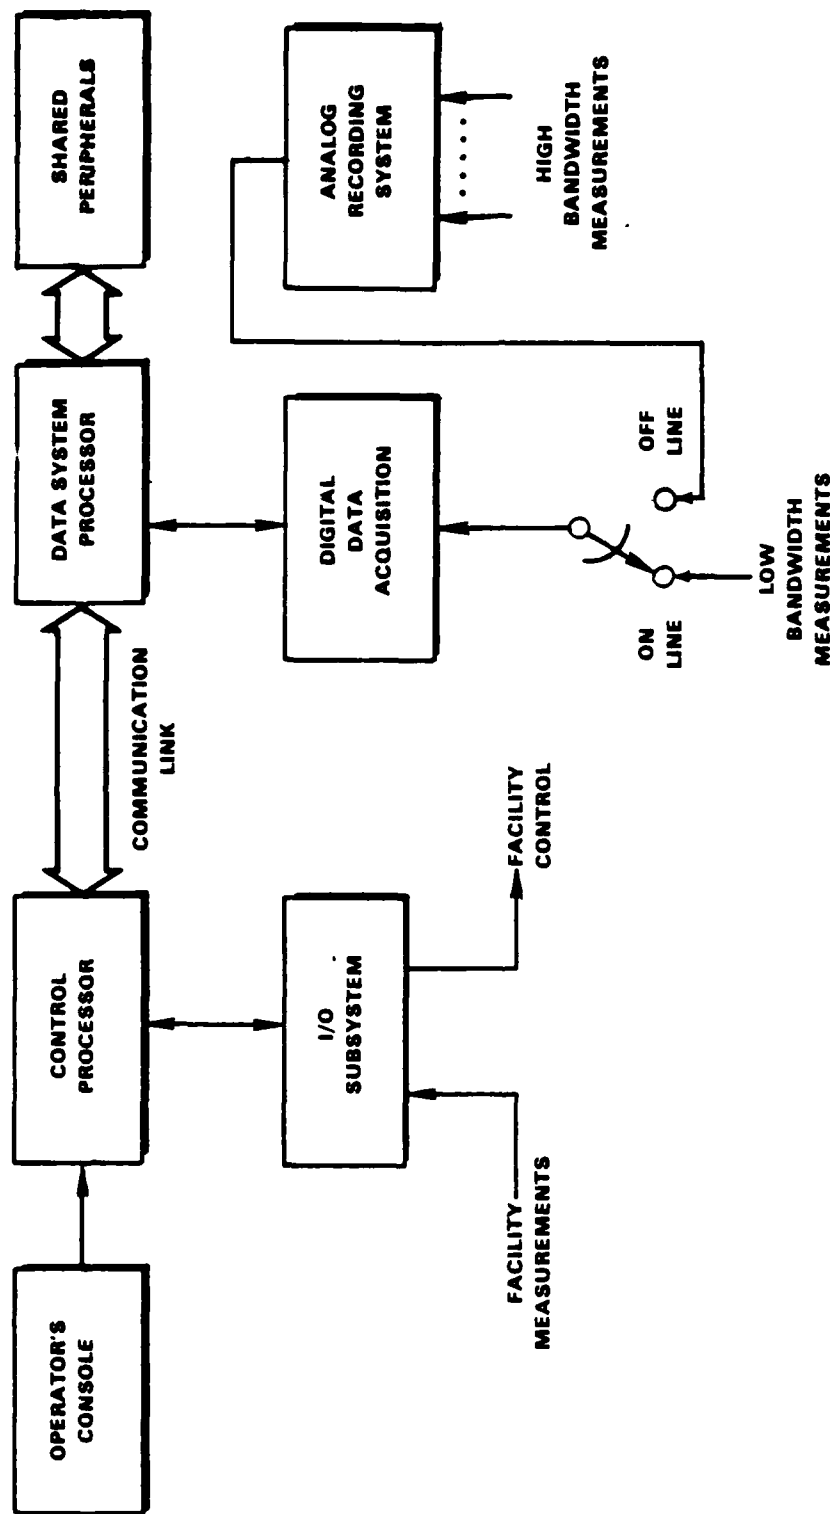 OPERATOR'S
CONSOLE
CONTROL
PROCESSOR
COMMUNICATION
LINK
DATA SYSTEM
PROCESSOR
SHARED
PERIPHERALS
I/O
SUBSYSTEM
FACILITY
MEASUREMENTS
FACILITY
CONTROL
DIGITAL
DATA
ACQUISITION
ANALOG
RECORDING
SYSTEM
ON
LINE
OFF
LINE
LOW
BANDWIDTH
MEASUREMENTS
HIGH
BANDWIDTH
MEASUREMENTS